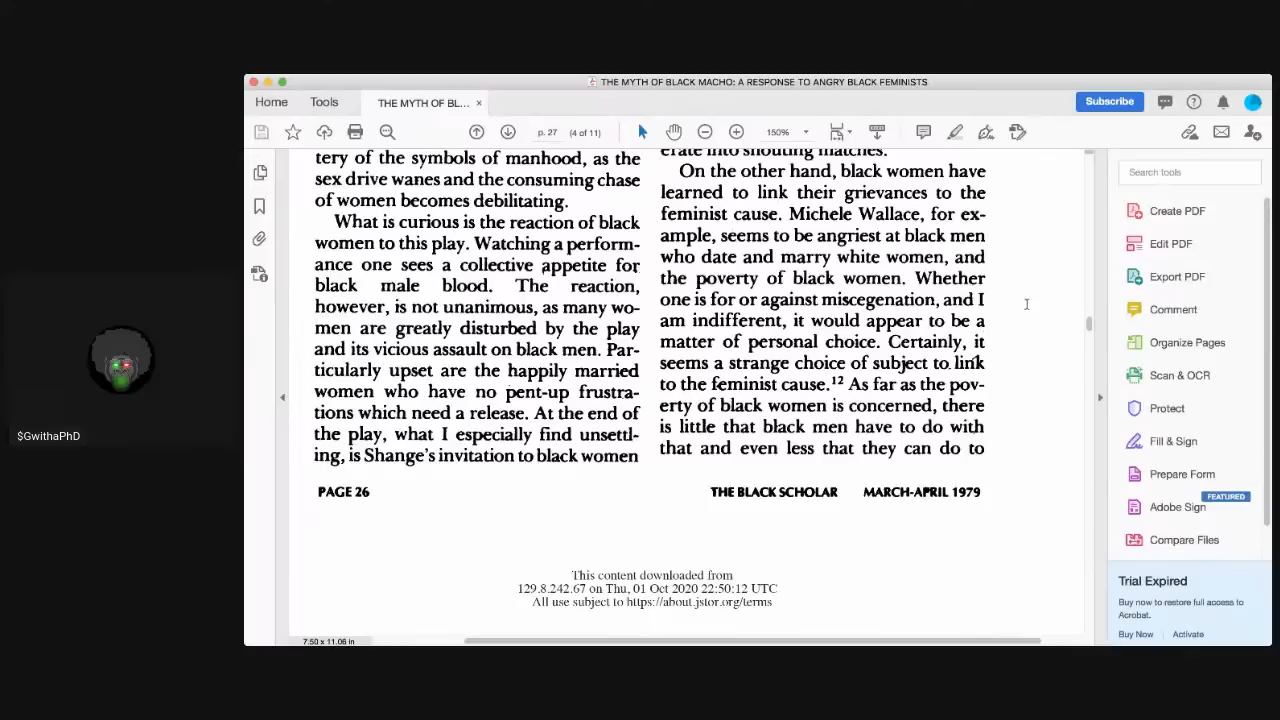 THE MYTH OF BLACK MACHO: A RESPONSE TO ANGRY BLACK FEMINISTS
Home
Tools
THE MYTH OF BL...
×
Subscribe
p. 27
(4 of 11)
150%
tery of the symbols of manhood, as the
sex drive wanes and the consuming chase
of women becomes debilitating.
What is curious is the reaction of black
women to this play. Watching a perform-
ance one sees a collective appetite for
black male blood. The reaction,
however, is not unanimous, as many wo-
men are greatly disturbed by the play
and its vicious assault on black men. Par-
ticularly upset are the happily married
women who have no pent-up frustra-
tions which need a release. At the end of
the play, what I especially find unsettl-
ing, is Shange's invitation to black women
PAGE 26
erate into shouting matches.
On the other hand, black women have
learned to link their grievances to the
feminist cause. Michele Wallace, for ex-
ample, seems to be angriest at black men
who date and marry white women, and
the poverty of black women. Whether
one is for or against miscegenation, and I
am indifferent, it would appear to be a
matter of personal choice. Certainly, it
seems a strange choice of subject to link
to the feminist cause.¹² As far as the pov-
erty of black women is concerned, there
is little that black men have to do with
that and even less that they can do to
THE BLACK SCHOLAR MARCH-APRIL 1979
This content downloaded from
129.8.242.67 on Thu, 01 Oct 2020 22:50:12 UTC
All use subject to https://about.jstor.org/terms
7.50 x 11.06 in
Search tools
Create PDF
Edit PDF
Export PDF
Comment
Organize Pages
Scan & OCR
Protect
Fill & Sign
Prepare Form
FEATURED
Adobe Sign
Compare Files
Trial Expired
Buy now to restore full access to
Acrobat.
Buy Now
Activate
$GwithaPhD